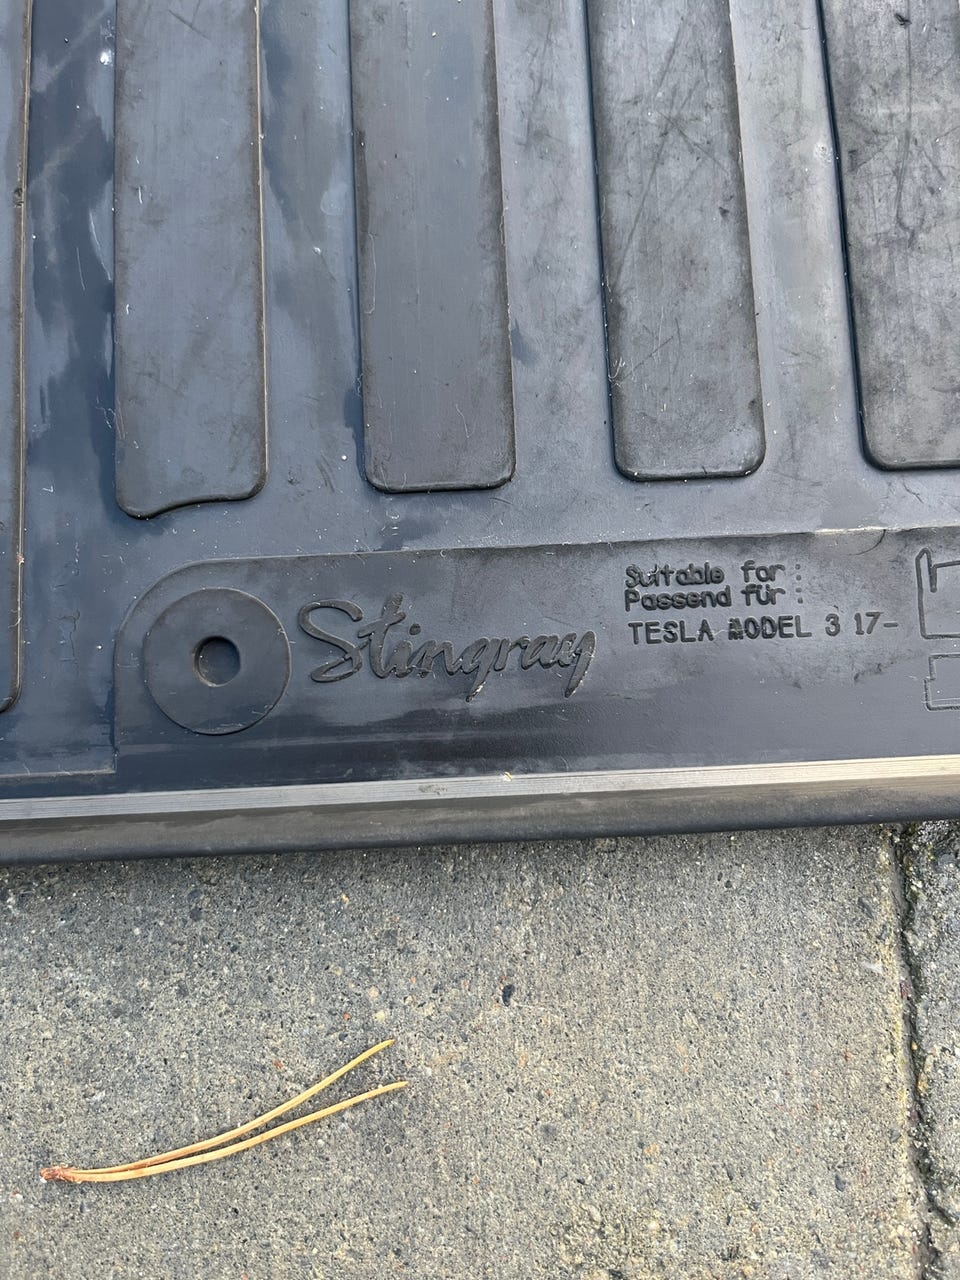 Stingray
Suitable for :
Passend für :
TESLA MODEL 3 17-